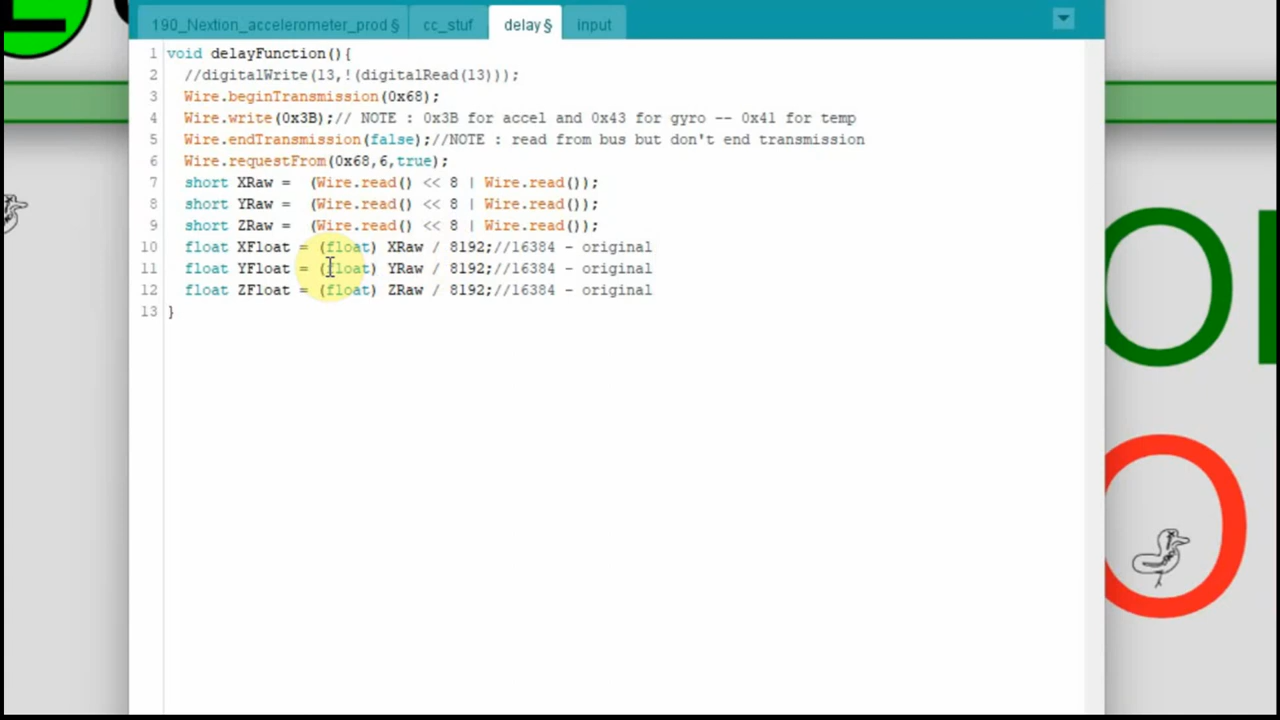 190_Nextion_accelerometer_prod § cc_stuf delay § input
1 void delayFunction(){
2 //digitalWrite(13,!(digitalRead(13)));
3 Wire.beginTransmission(0x68);
4 Wire.write(0x3B);// NOTE : 0x3B for accel and 0x43 for gyro -- 0x41 for temp
5 Wire.endTransmission(false);//NOTE : read from bus but don't end transmission
6 Wire.requestFrom(0x68,6,true);
7 short XRaw =  (Wire.read() << 8 | Wire.read());
8 short YRaw =  (Wire.read() << 8 | Wire.read());
9 short ZRaw =  (Wire.read() << 8 | Wire.read());
10 float XFloat = (float) XRaw / 8192;//16384 - original
11 float YFloat = (float) YRaw / 8192;//16384 - original
12 float ZFloat = (float) ZRaw / 8192;//16384 - original
13 }